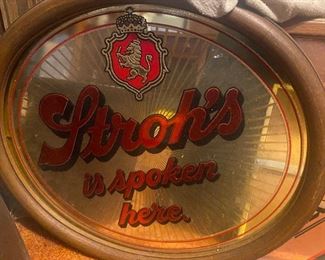 Stroh's
is spoken
here.